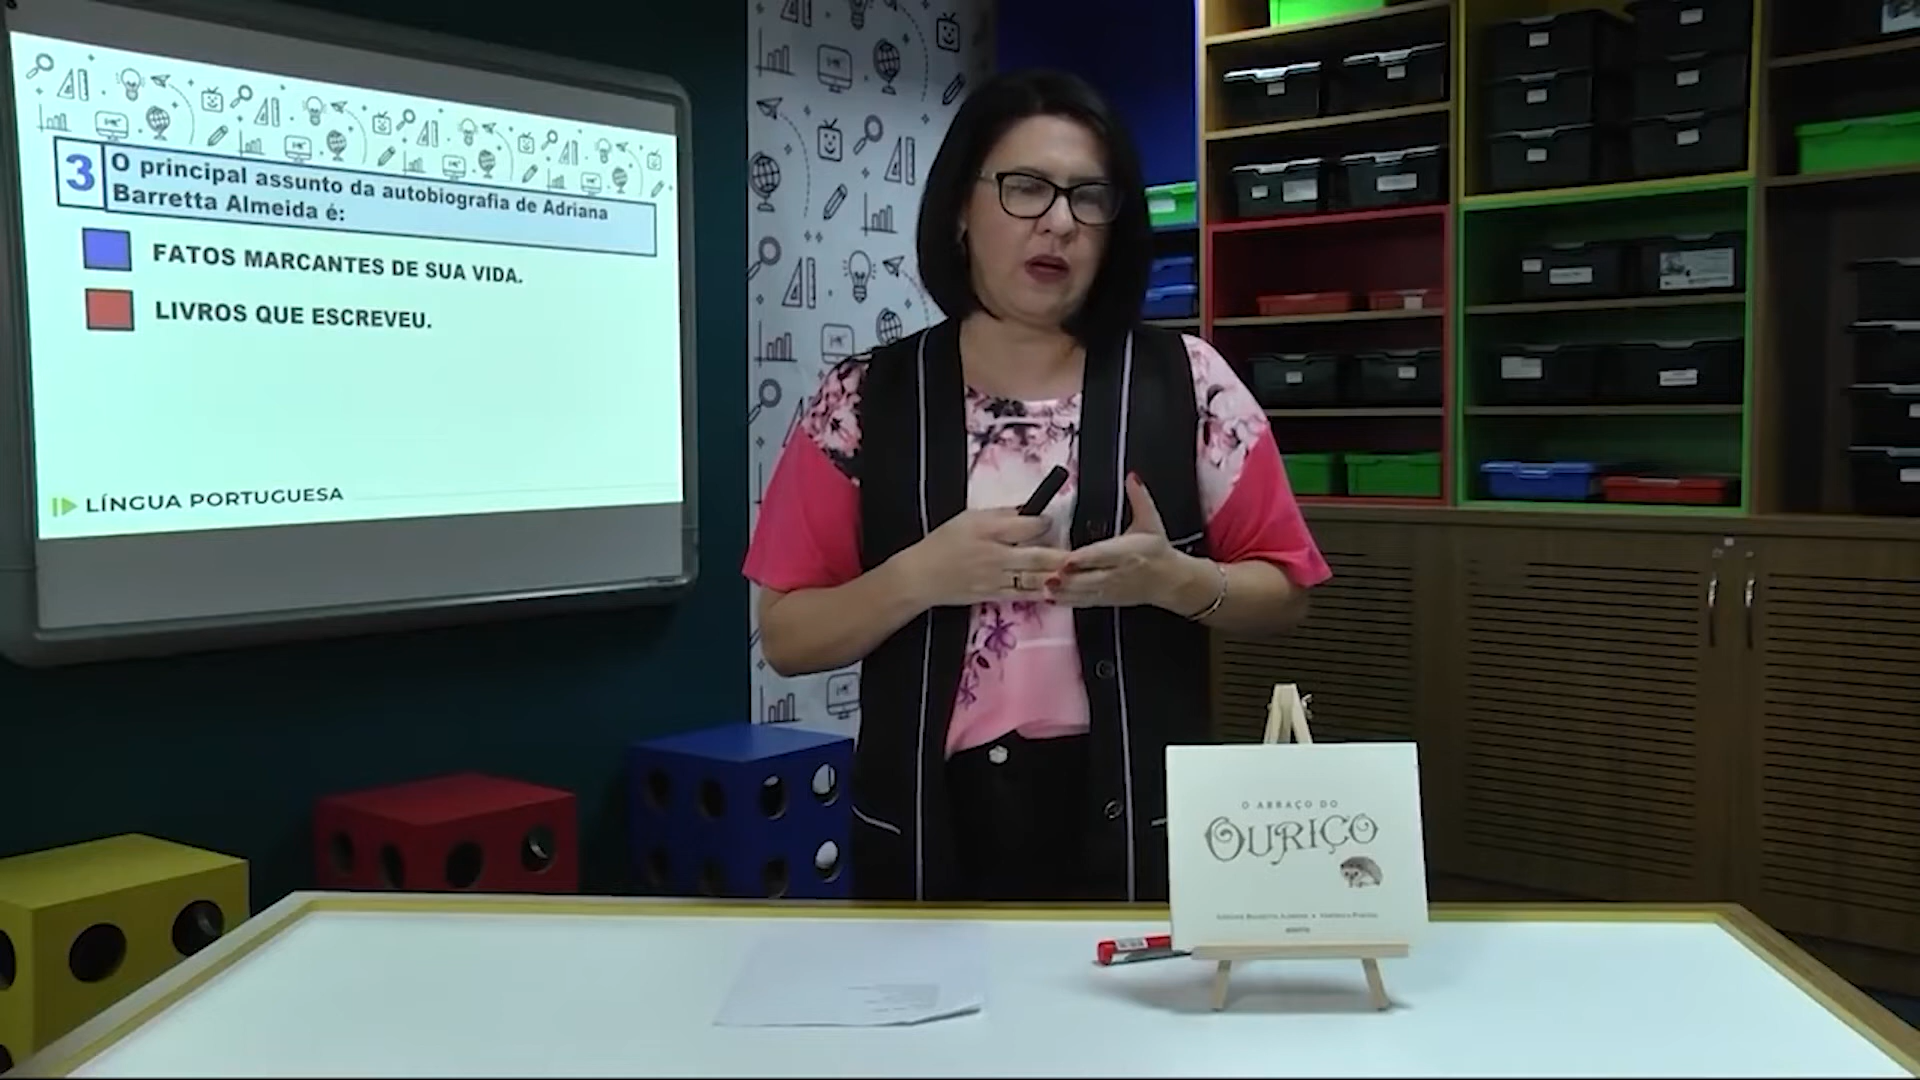 3
O principal assunto da autobiografia de Adriana
Barretta Almeida é:
FATOS MARCANTES DE SUA VIDA.
LIVROS QUE ESCREVEU.
LÍNGUA PORTUGUESA
O ABRAÇO DO
OURIÇO